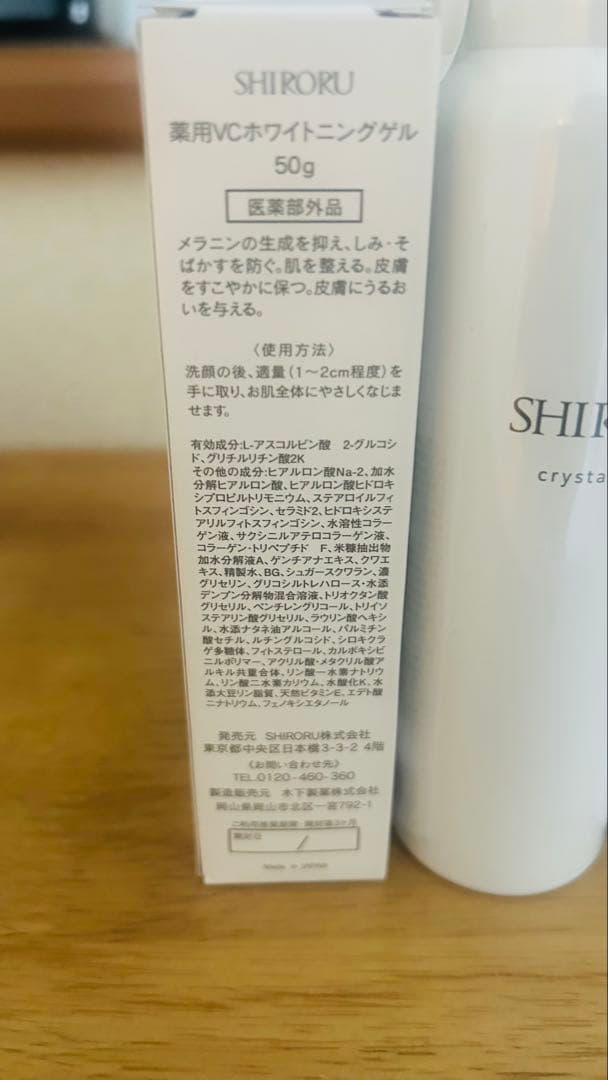 SHIRORU
薬用VCホワイトニングゲル
50g
医薬部外品
メラニンの生成を抑え、しみ・そ
ばかすを防ぐ。肌を整える。皮膚
をすこやかに保つ。皮膚にうるお
いを与える。
〈使用方法〉
洗顔の後、適量(1〜2cm程度)を
手に取り、お肌全体にやさしくなじま
せます。
有効成分:L-アスコルビン酸 2-グルコシ
ド、グリチルリチン酸2K
その他の成分:ヒアルロン酸Na-2、加水
分解ヒアルロン酸、ヒアルロン酸ヒドロキ
シプロピルトリモニウム、ステアロイルフィ
トスフィンゴシン、セラミド2、ヒドロキシステ
アリルフィトスフィンゴシン、水溶性コラー
ゲン液、サクシニルアテロコラーゲン液、
コラーゲン・トリペプチド F、米糠抽出物
加水分解液A、ゲンチアナエキス、クワエ
キス、精製水、BG、シュガースクワラン、濃
グリセリン、グリコシルトレハロース・水添
デンプン分解物混合溶液、トリオクタン酸
グリセリル、ペンチレングリコール、トリイソ
ステアリン酸グリセリル、ラウリン酸ヘキシ
ル、水添ナタネ油アルコール、パルミチン
酸セチル、ルチングルコシド、シロキクラ
ゲ多糖体、フィトステロール、カルボキシビ
ニルポリマー、アクリル酸・メタクリル酸ア
ルキル共重合体、リン酸一水素ナトリウ
ム、リン酸二水素カリウム、水酸化K、水
添大豆リン脂質、天然ビタミンE、エデト酸
二ナトリウム、フェノキシエタノール
発売元 SHIRORU株式会社
東京都中央区日本橋3-3-2 4階
〈お問い合わせ先〉
TEL.0120-460-360
製造販売元 木下製薬株式会社
岡山県岡山市北区一宮792-1
ご利用推奨期間:開封後3ヶ月
開封日 /
Made in JAPAN
SHIR
crysta